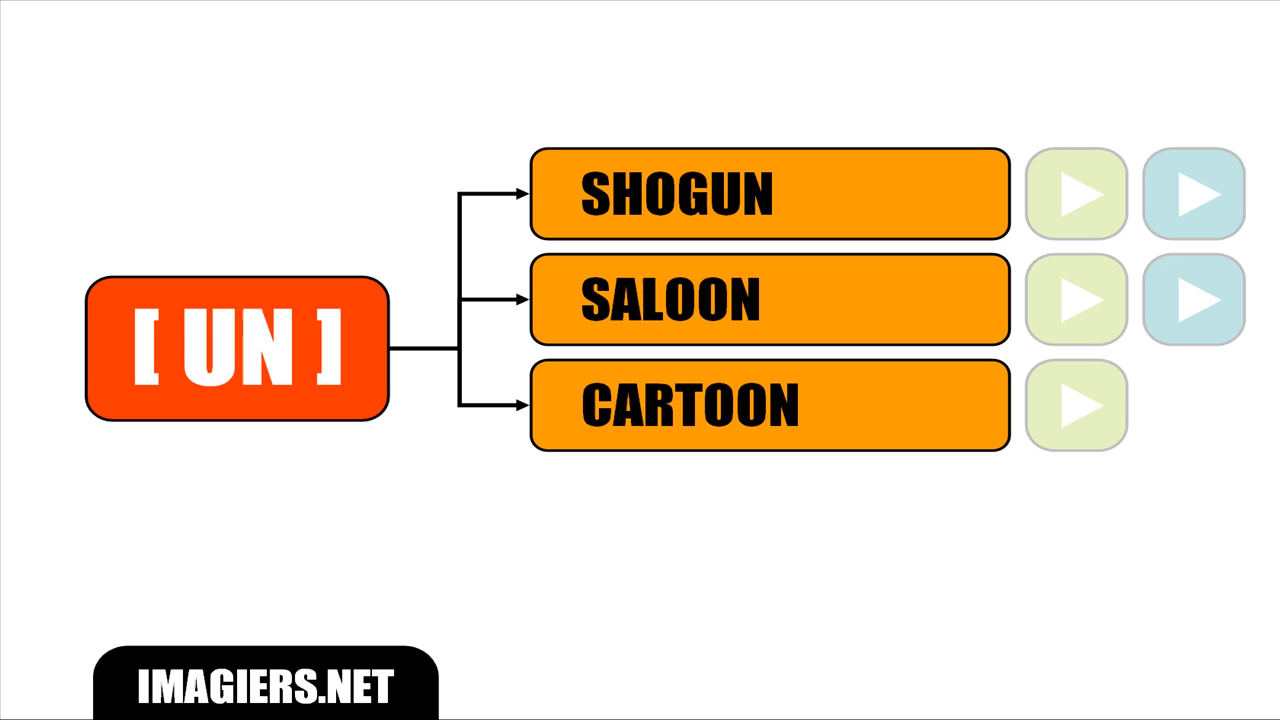 SHOGUN
SALOON
[ UN ]
CARTOON
IMAGIERS.NET